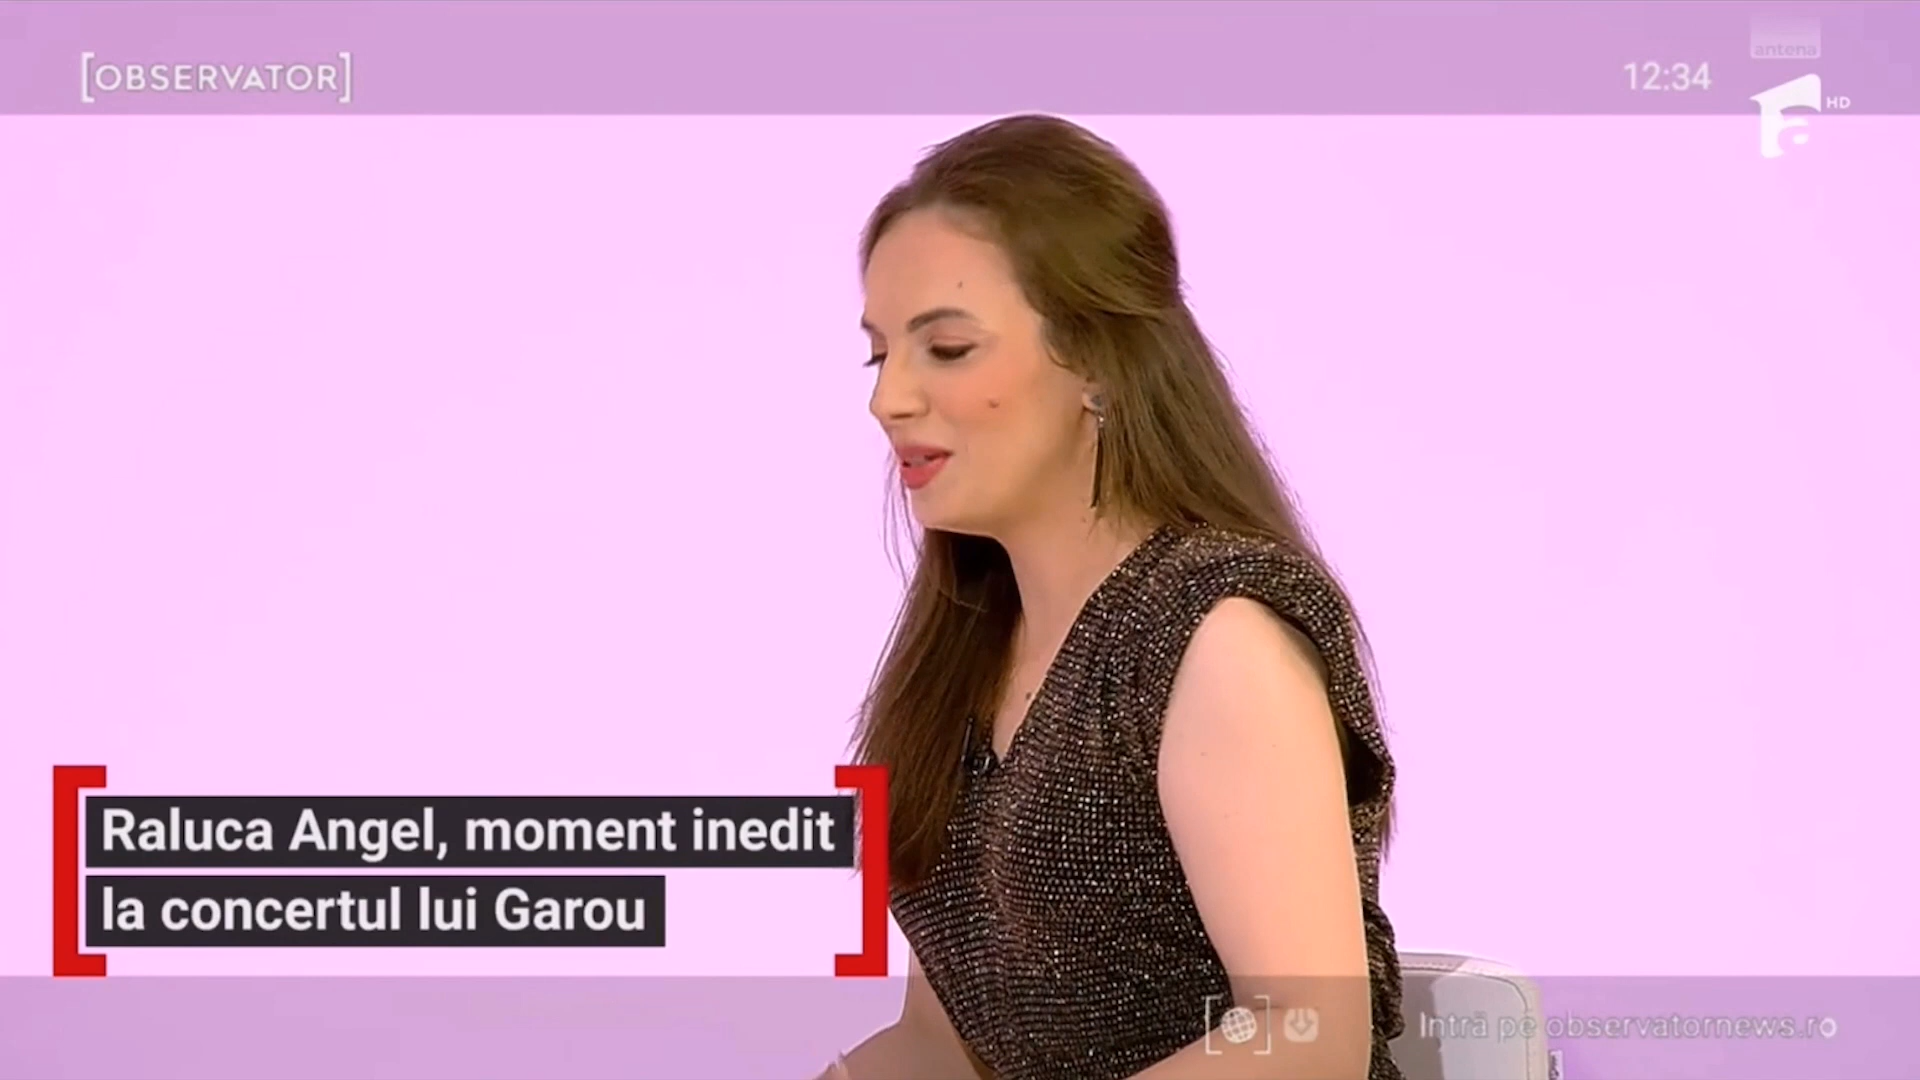 [OBSERVATOR]
12:34
antena
a HD
Raluca Angel, moment inedit
la concertul lui Garou
Intră pe observatornews.ro